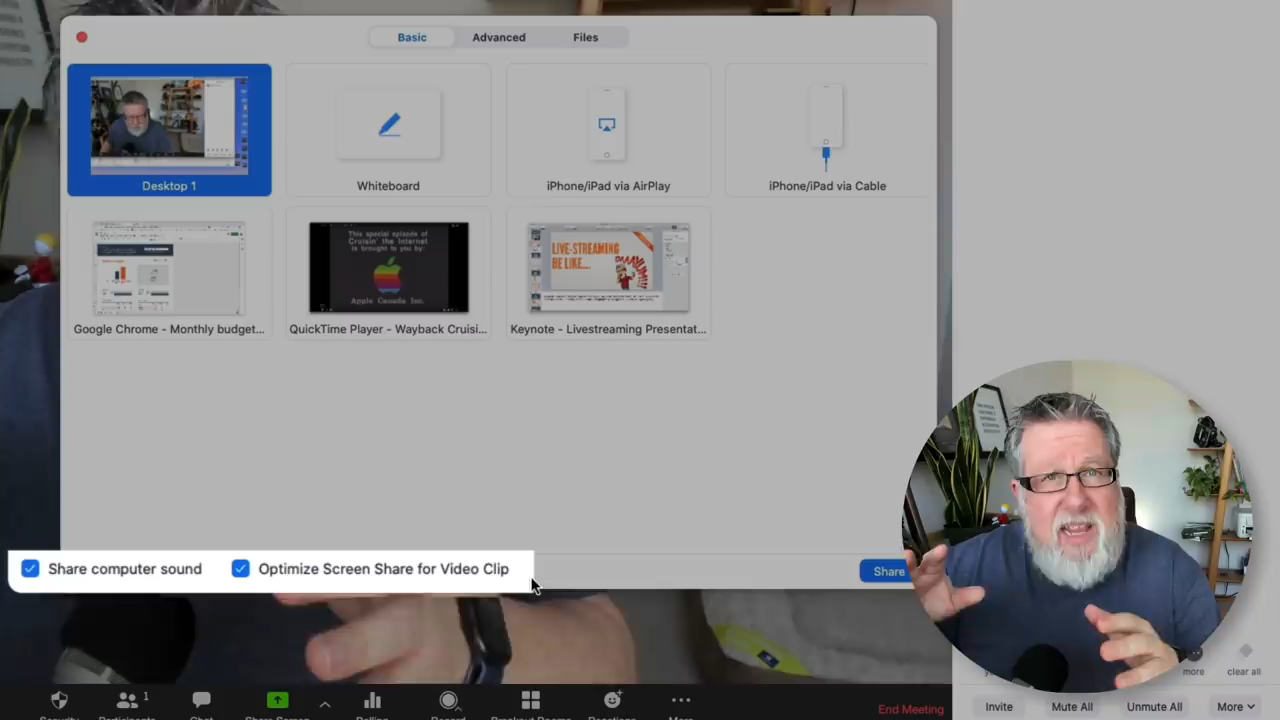 Basic Advanced Files
Desktop 1
Whiteboard
iPhone/iPad via AirPlay
iPhone/iPad via Cable
This special episode of
Cruisin' the Internet
is brought to you by:
Apple Canada Inc.
LIVE-STREAMING
BE LIKE...
Google Chrome - Monthly budget...
QuickTime Player - Wayback Cruisi...
Keynote - Livestreaming Presentat...
Share computer sound
Optimize Screen Share for Video Clip
Share
more
clear all
1
End Meeting
Invite
Mute All
Unmute All
More